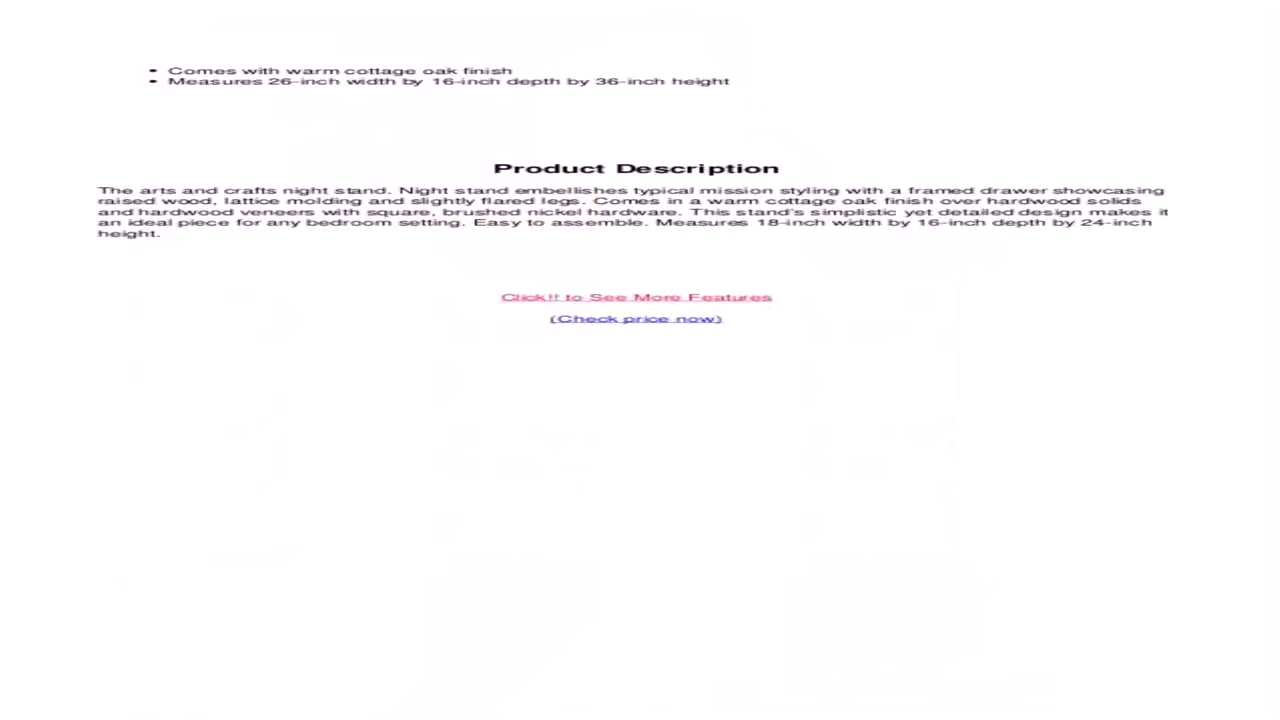 • Comes with warm cottage oak finish
• Measures 26-inch width by 16-inch depth by 36-inch height
Product Description
The arts and crafts night stand. Night stand embellishes typical mission styling with a framed drawer showcasing
raised wood, lattice molding and slightly flared legs. Comes in a warm cottage oak finish over hardwood solids
and hardwood veneers with square, brushed nickel hardware. This stand's simplistic yet detailed design makes it
an ideal piece for any bedroom setting. Easy to assemble. Measures 18-inch width by 16-inch depth by 24-inch
height.
Click!! to See More Features
(Check price now)